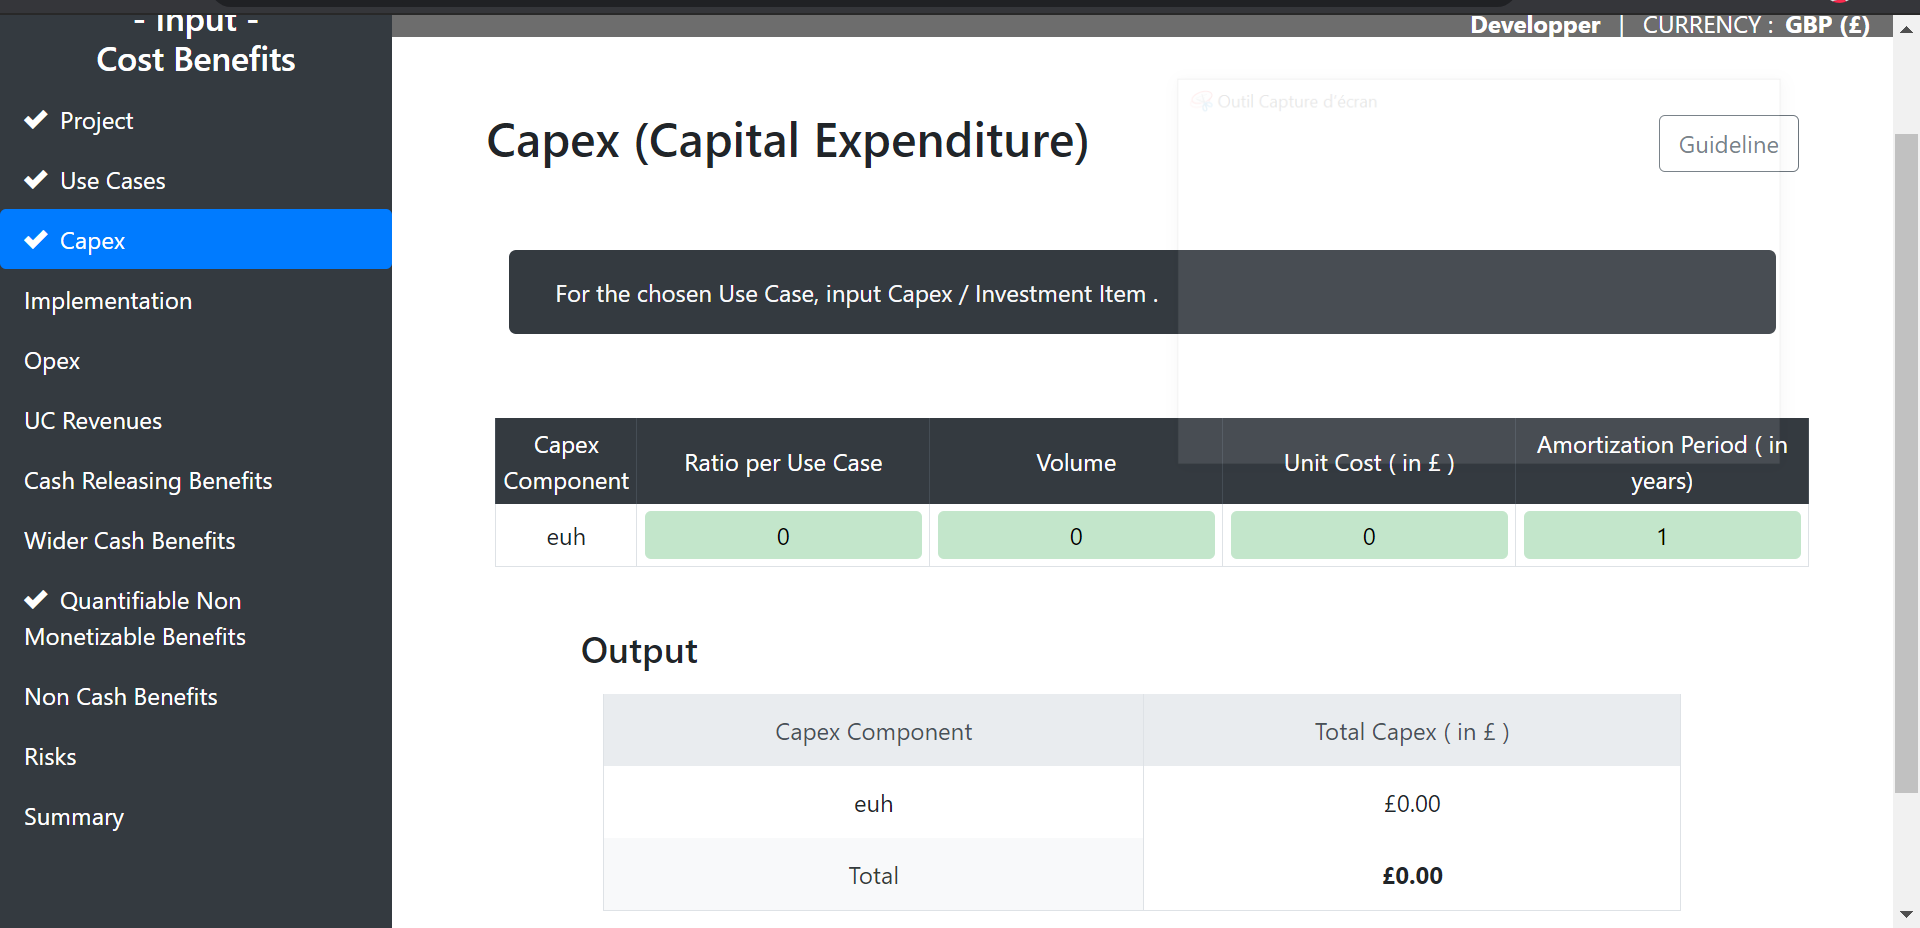 - Input -
Cost Benefits
Project
Use Cases
Capex
Implementation
Opex
UC Revenues
Cash Releasing Benefits
Wider Cash Benefits
Quantifiable Non
Monetizable Benefits
Non Cash Benefits
Risks
Summary
Developper | CURRENCY : GBP (£)
Outil Capture d'écran
Capex (Capital Expenditure)
Guideline
For the chosen Use Case, input Capex / Investment Item .
Capex
Component
Ratio per Use Case
Volume
Unit Cost ( in £ )
Amortization Period ( in
years)
euh
0
0
0
1
Output
Capex Component
Total Capex ( in £ )
euh
£0.00
Total
£0.00